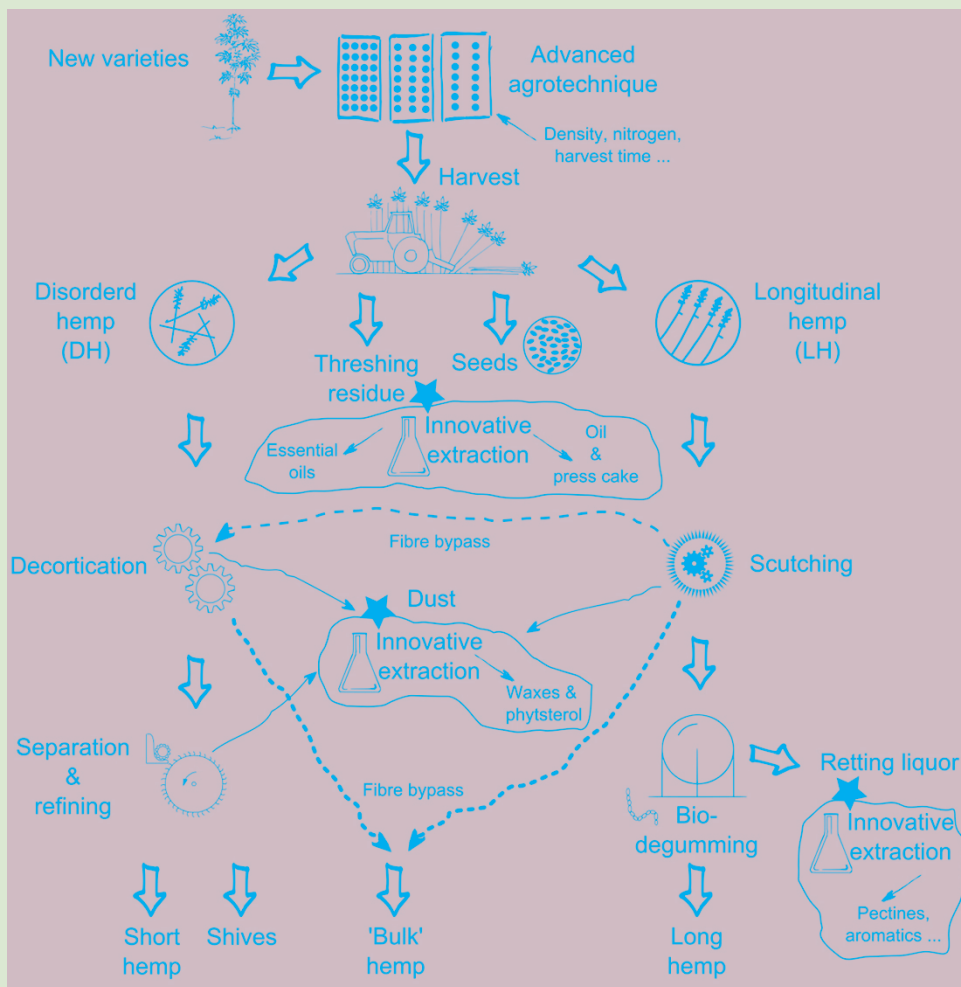 New varieties
Advanced
agrotechnique
Density, nitrogen,
harvest time ...
Harvest
Disorderd
hemp
(DH)
Longitudinal
hemp
(LH)
Threshing
residue
Seeds
Innovative
extraction
Essential
oils
Oil
&
press cake
Fibre bypass
Decortication
Scutching
Dust
Innovative
extraction
Waxes &
phytsterol
Separation
&
refining
Fibre bypass
Bio-
degumming
Retting liquor
Innovative
extraction
Pectines,
aromatics ...
Short
hemp
Shives
'Bulk'
hemp
Long
hemp